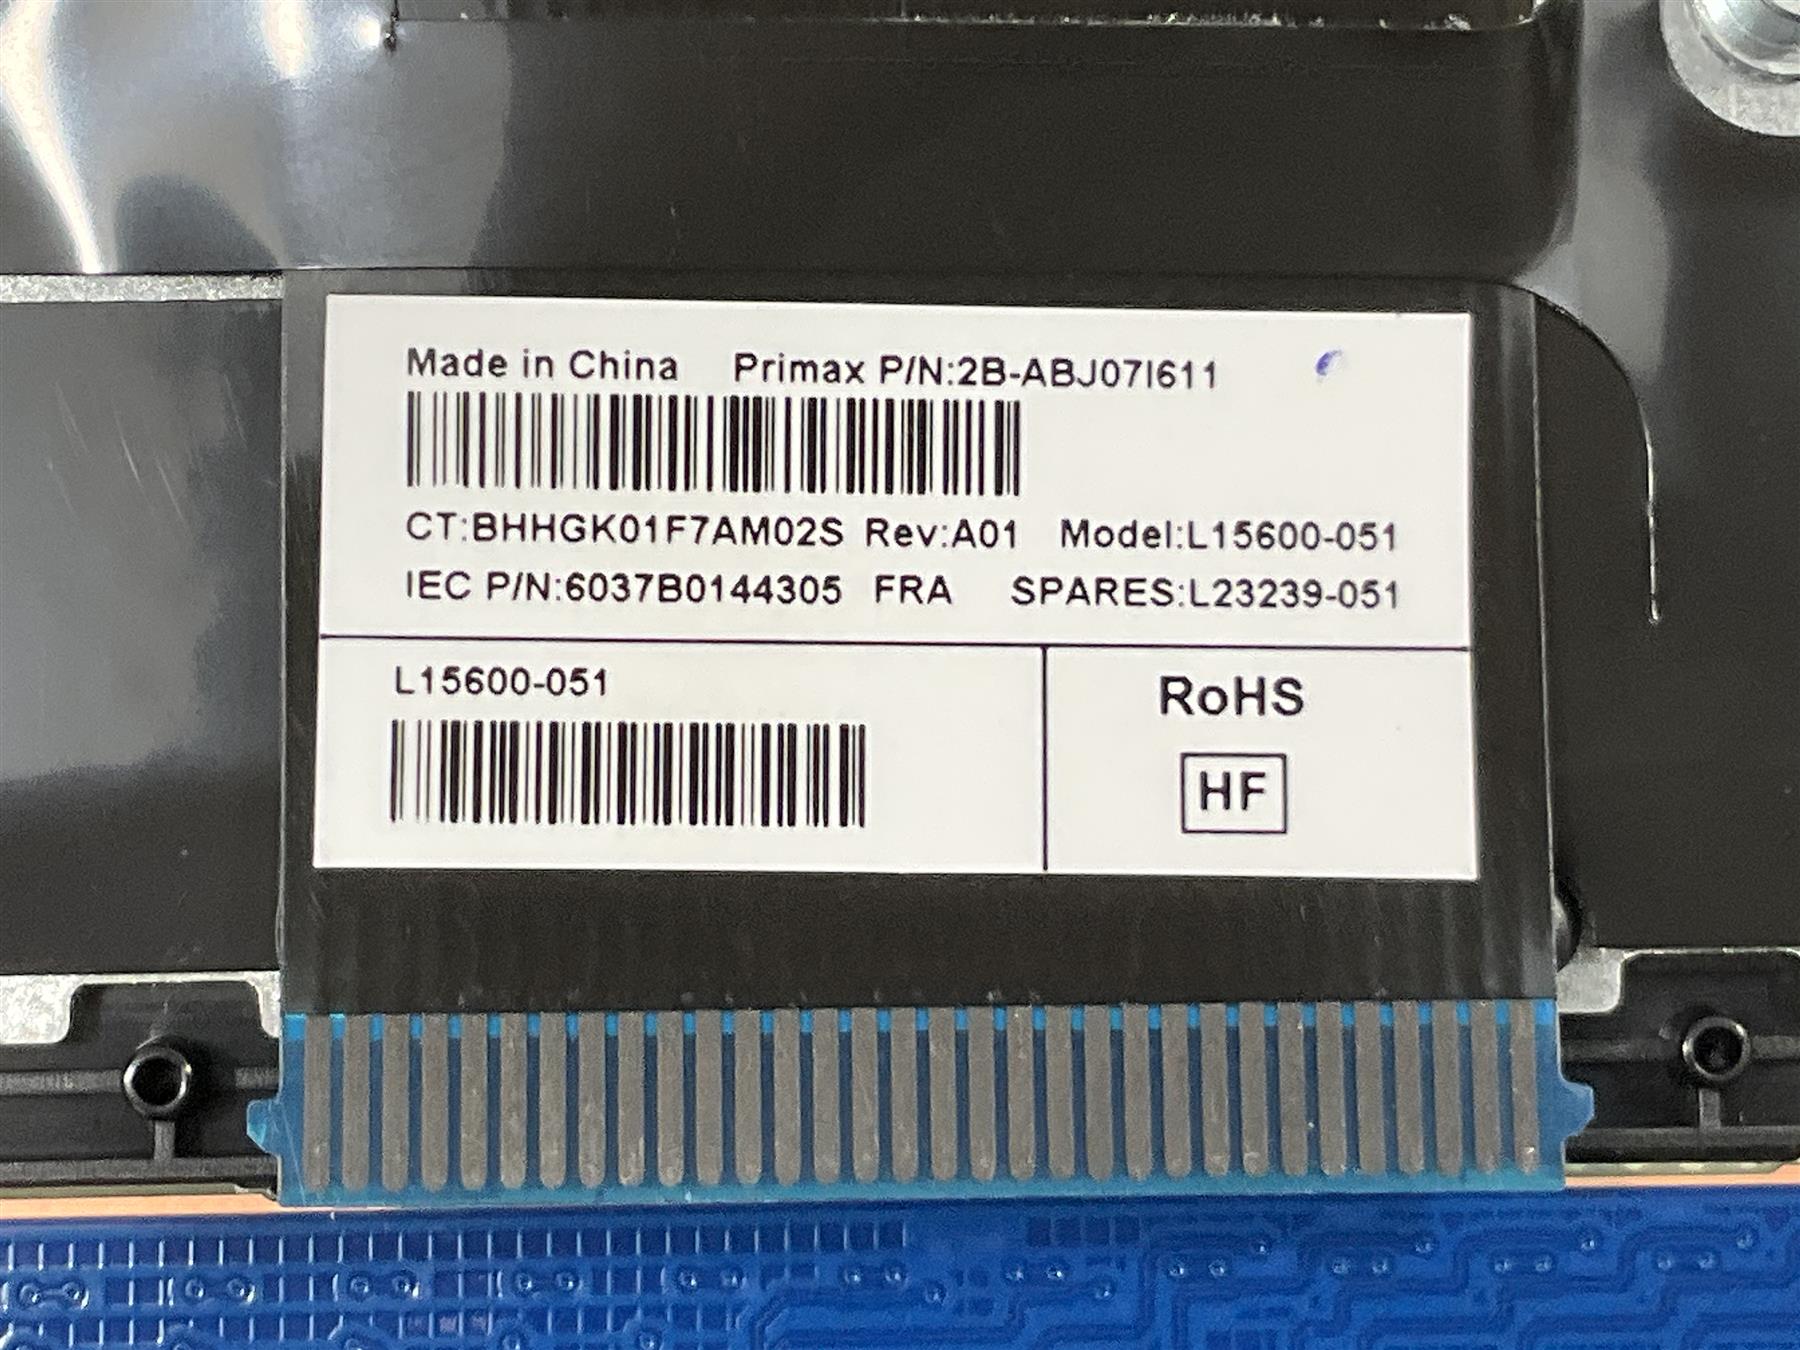 Made in China Primax P/N:2B-ABJ07I611
CT:BHHGK01F7AM02S Rev:A01 Model:L15600-051
IEC P/N:6037B0144305 FRA SPARES:L23239-051
L15600-051
RoHS
HF